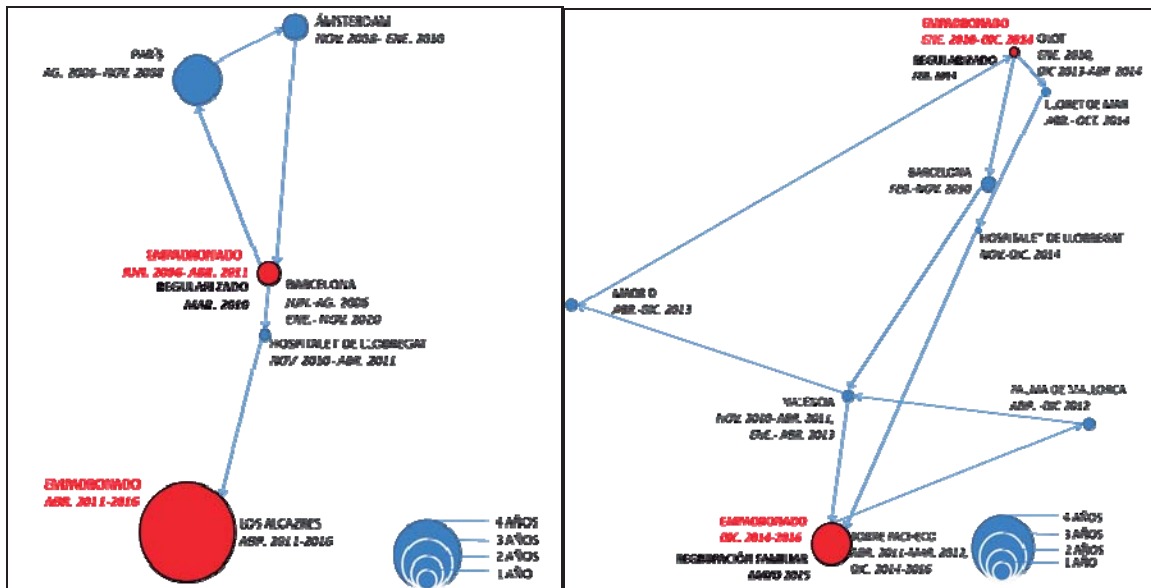 ÁMSTERDAM
NOV. 2008- ENE. 2010
PARÍS
AG. 2006-NOV. 2008
EMPADRONADO
JUN. 2006-ABR. 2011
REGULARIZADO
MAR. 2010
BARCELONA
JUN.-AG. 2006
ENE.- NOV.
HOSPITALET DE LLOBREGAT
NOV 2010-ABR. 2011
EMPADRONADO
ABR. 2011-2016
LOS ALCAZRES
ABR. 2011-2016
4 AÑOS
3 AÑOS
2 AÑOS
1 AÑO
EMPADRONADO
ENE. 2010-DIC. 2014
REGULARIZADO
FEB.
OLOT
ENE. 2010,
DIC 2013-ABR. 2014
LLORET DE MAR
ABR.-OCT. 2014
BARCELONA
FEB.-NOV. 2010
HOSPITALET DE LLOBREGAT
NOV.-DIC. 2014
MADRID
ABR.-DIC. 2013
VALENCIA
NOV. 2010-ABR. 2011,
ENE.- ABR. 2013
PALMA DE MALLORCA
ABR. -DIC 2012
EMPADRONADO
DIC. 2014-2016
REAGRUPACIÓN FAMILIAR
MAYO 2015
TORRE PACHECO
ABR. 2011-MAR. 2012,
DIC. 2014-2016
4 AÑOS
3 AÑOS
2 AÑOS
1 AÑO